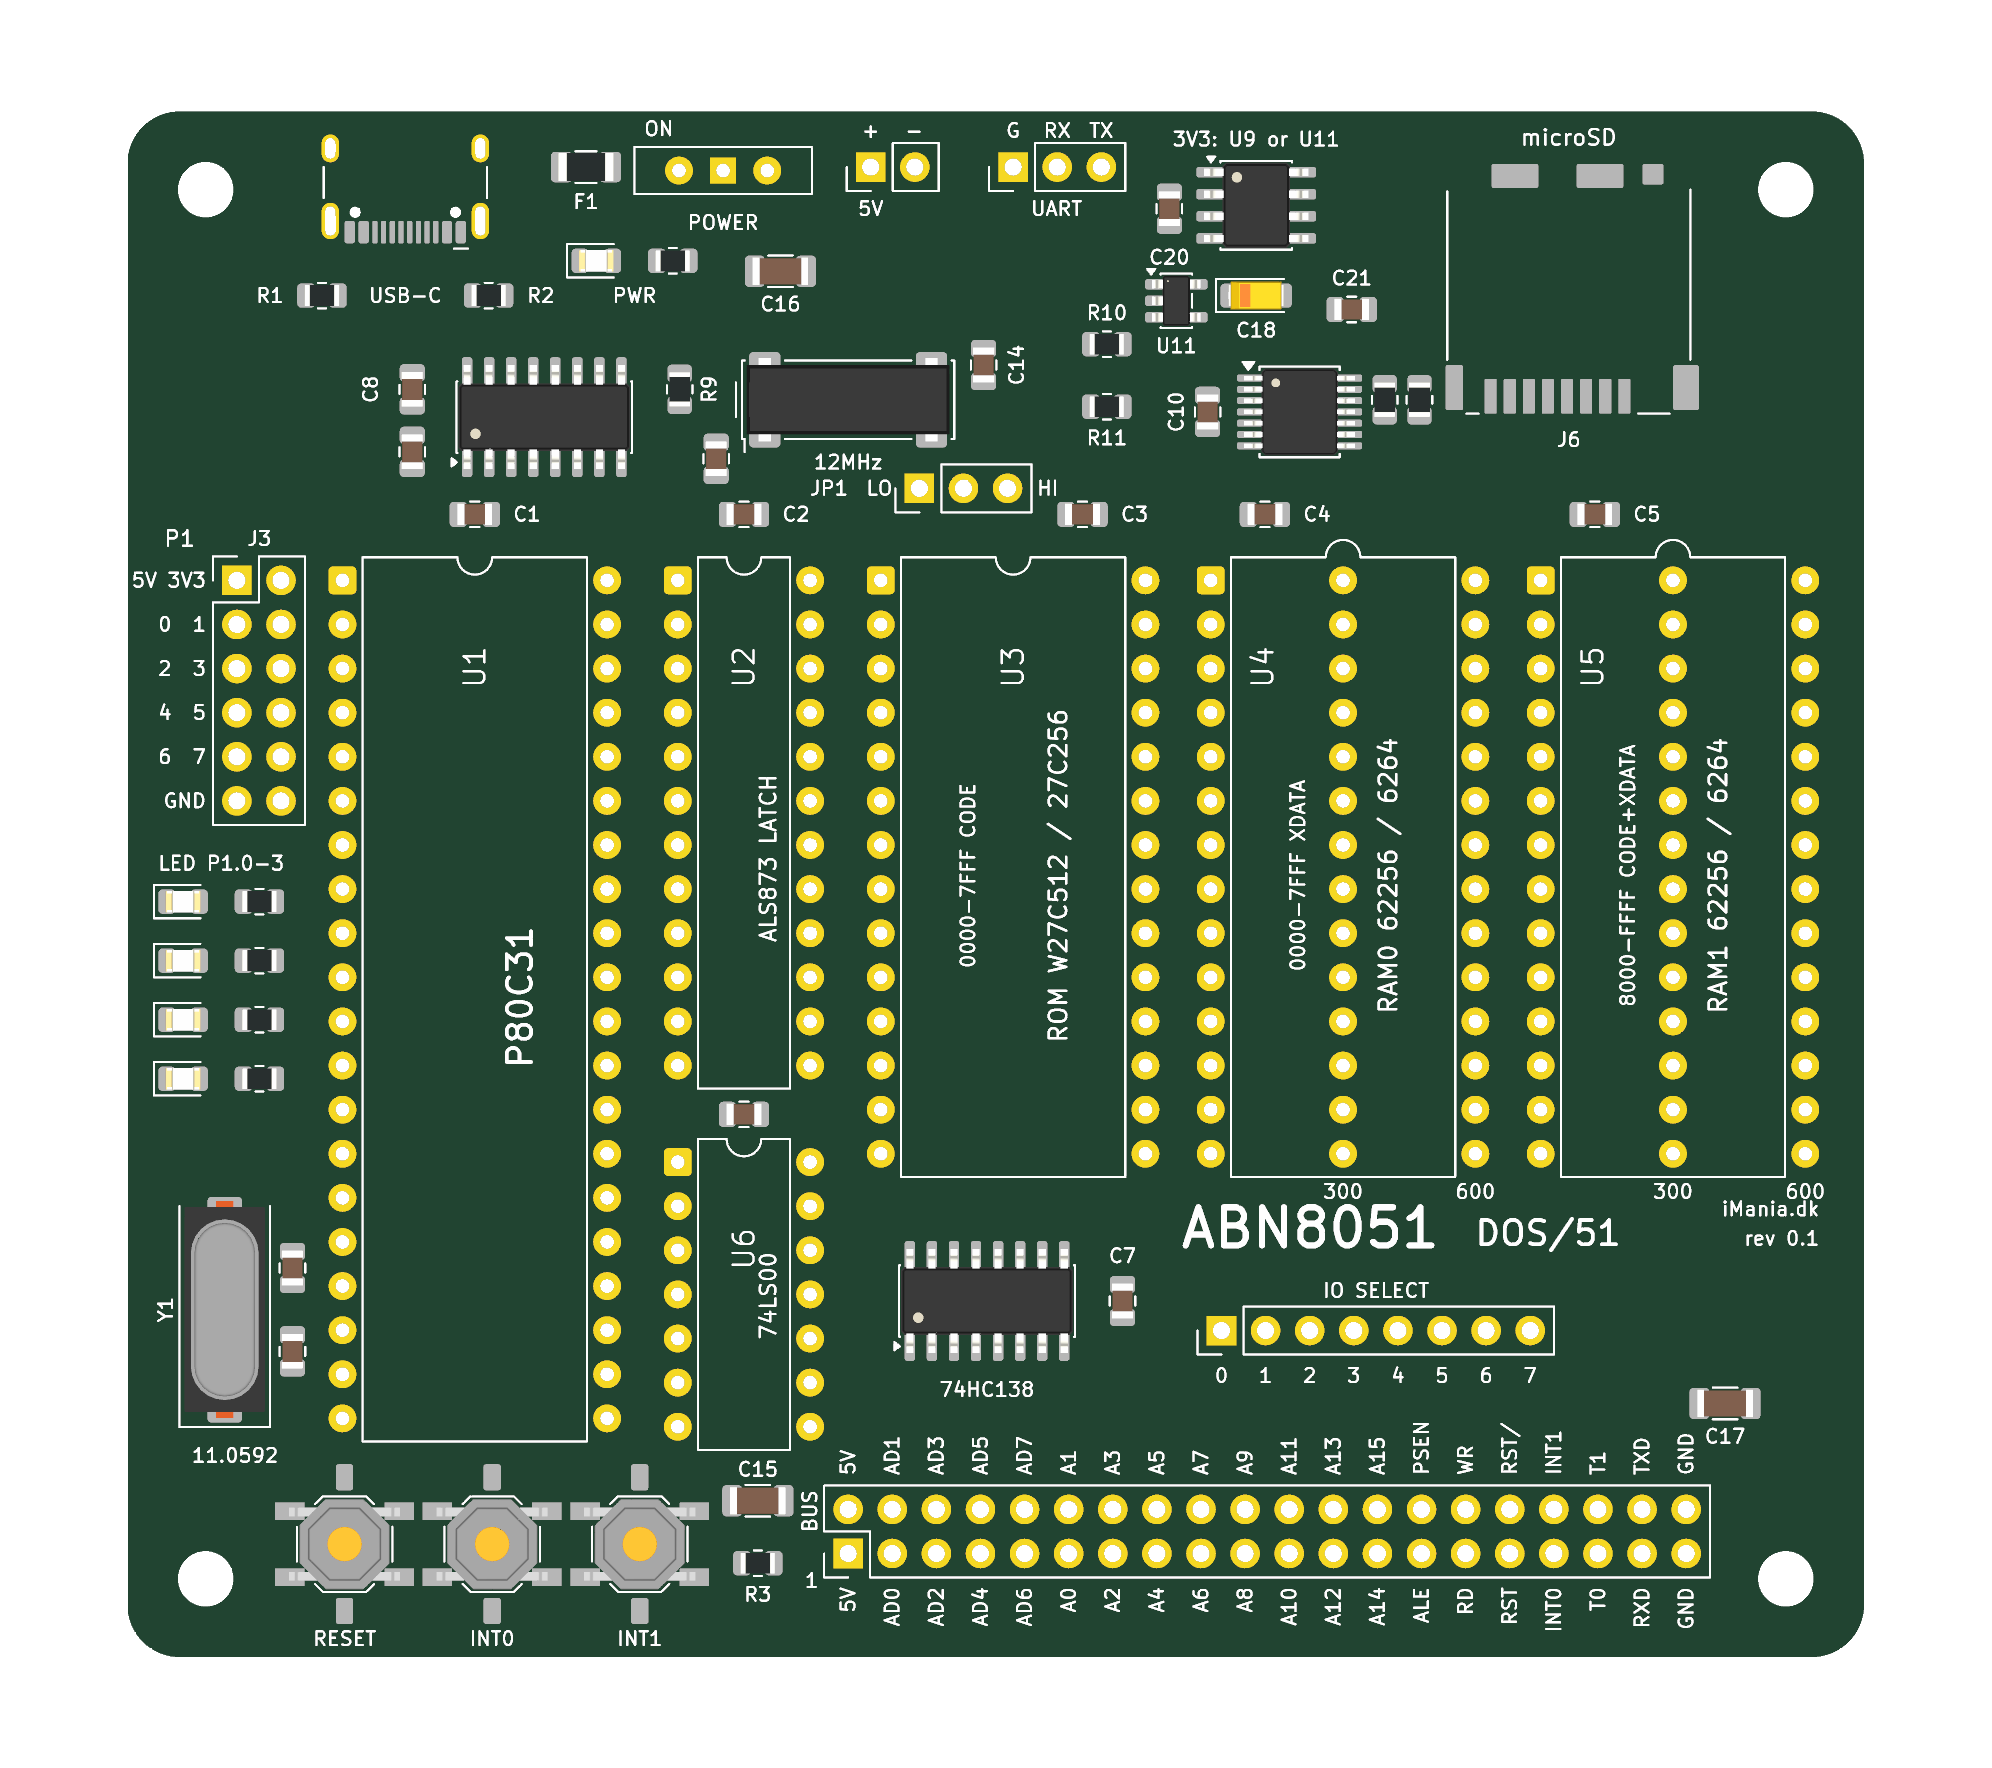 ON
+ -
G RX TX
3V3: U9 or U11
microSD
F1
POWER
5V
UART
C20
R1
USB-C
R2
PWR
C16
C21
R10
C18
U11
C8
R9
C14
C10
R11
J6
12MHz
JP1 LO
HI
C1
C2
C3
C4
C5
P1
J3
5V 3V3
0 1
2 3
4 5
6 7
GND
U1
P80C31
U2
ALS873 LATCH
U3
0000-7FFF CODE
ROM W27C512 / 27C256
U4
0000-7FFF XDATA
RAM0 62256 / 6264
U5
8000-FFFF CODE+XDATA
RAM1 62256 / 6264
LED P1.0-3
300
600
300
600
ABN8051
DOS/51
iMania.dk
rev 0.1
U6
74LS00
C7
IO SELECT
0 1 2 3 4 5 6 7
74HC138
Y1
11.0592
C17
C15
BUS
5V AD1 AD3 AD5 AD7 A1 A3 A5 A7 A9 A11 A13 A15 PSEN WR RST/ INT1 T1 TXD GND
1
5V AD0 AD2 AD4 AD6 A0 A2 A4 A6 A8 A10 A12 A14 ALE RD RST INT0 T0 RXD GND
R3
RESET
INT0
INT1